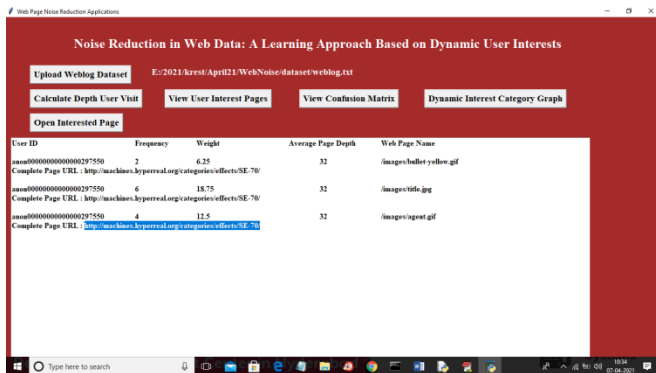 Web Page Noise Reduction Applications
Noise Reduction in Web Data: A Learning Approach Based on Dynamic User Interests
Upload Weblog Dataset E:/2021/krest/April21/WebNoise/dataset/weblog.txt
Calculate Depth User Visit View User Interest Pages View Confusion Matrix Dynamic Interest Category Graph
Open Interested Page
User ID Frequency Weight Average Page Depth Web Page Name
anon00000000000000297550 2 6.25 32 /images/bullet-yellow.gif
Complete Page URL : http://machines.hyperreal.org/categories/effects/SE-70/
anon00000000000000297550 6 18.75 32 /images/title.jpg
Complete Page URL : http://machines.hyperreal.org/categories/effects/SE-70/
anon00000000000000297550 4 12.5 32 /images/agent.gif
Complete Page URL : http://machines.hyperreal.org/categories/effects/SE-70/
Type here to search
10:34
07-04-2021